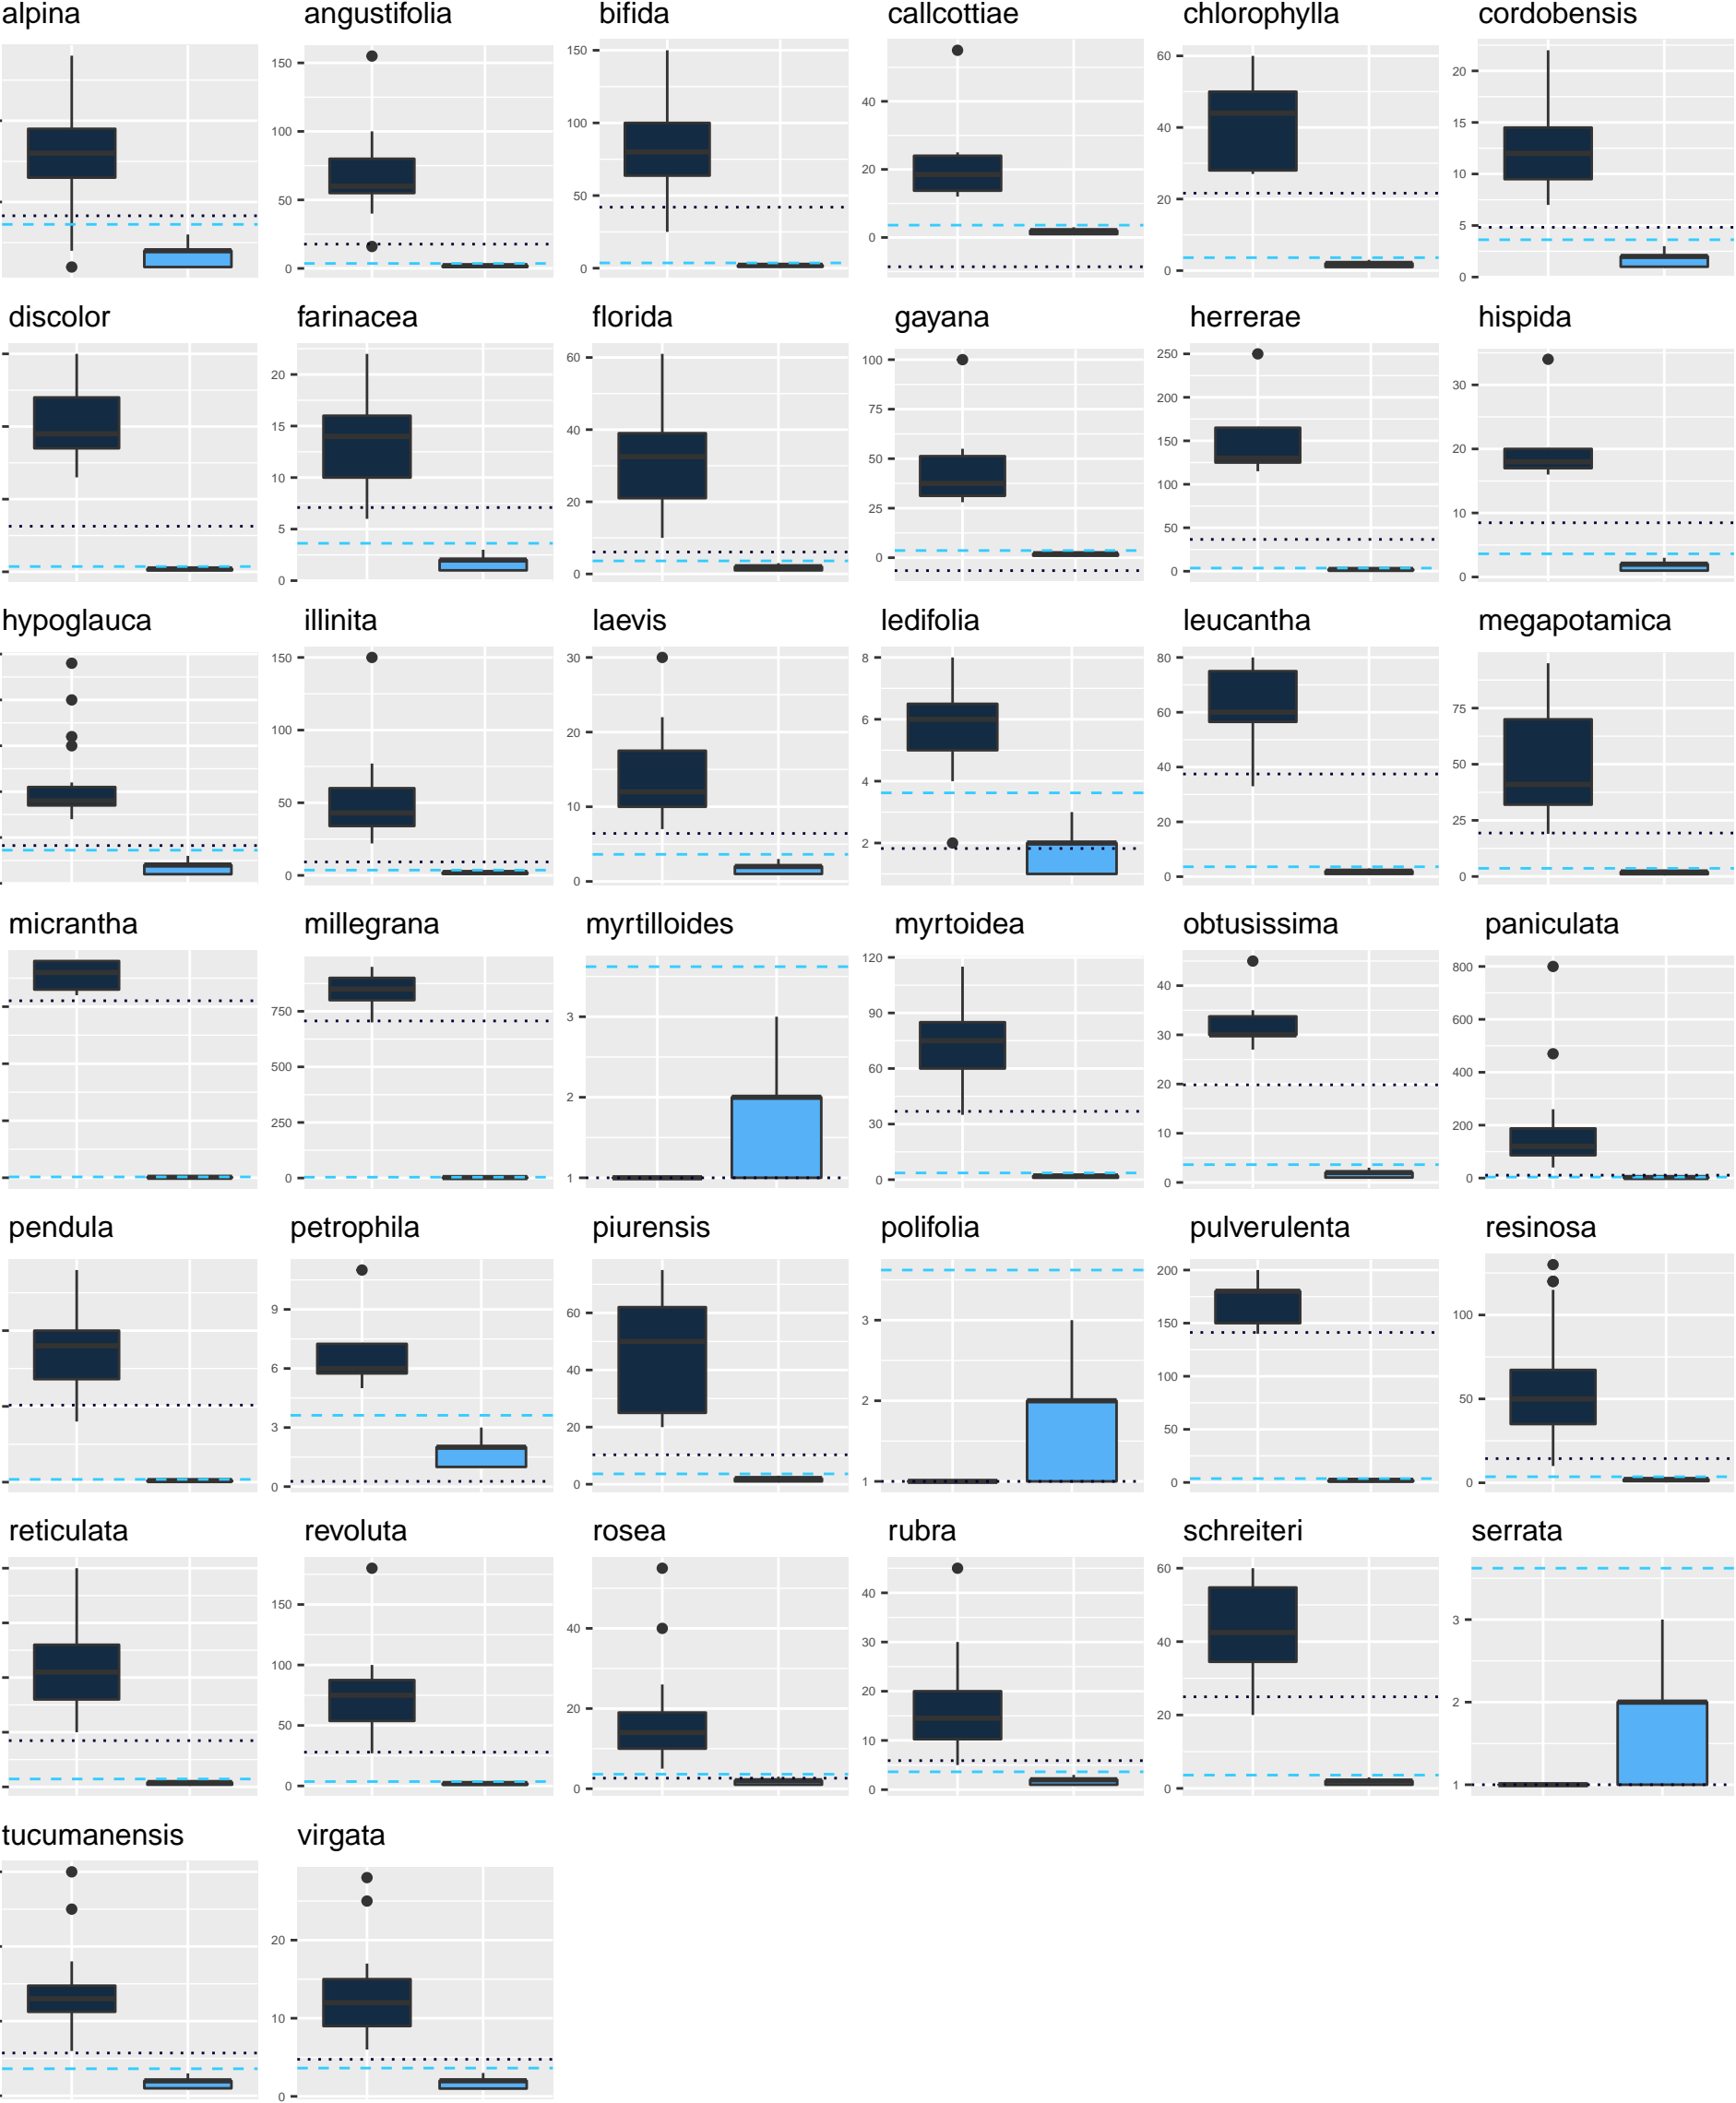 alpina angustifolia bifida callcottiae chlorophylla cordobensis
150 100 50 0
150 100 50 0
40 20 0
60 40 20 0
20 15 10 5 0
discolor farinacea florida gayana herrerae hispida
20 15 10 5 0
60 40 20 0
100 75 50 25 0
250 200 150 100 50 0
30 20 10 0
hypoglauca illinita laevis ledifolia leucantha megapotamica
150 100 50 0
30 20 10 0
8 6 4 2
80 60 40 20 0
75 50 25 0
micrantha millegrana myrtilloides myrtoidea obtusissima paniculata
750 500 250 0
3 2 1
120 90 60 30 0
40 30 20 10 0
800 600 400 200 0
pendula petrophila piurensis polifolia pulverulenta resinosa
9 6 3 0
60 40 20 0
3 2 1
200 150 100 50 0
100 50 0
reticulata revoluta rosea rubra schreiteri serrata
150 100 50 0
40 20 0
40 30 20 10 0
60 40 20 0
3 2 1
tucumanensis virgata
20 10 0